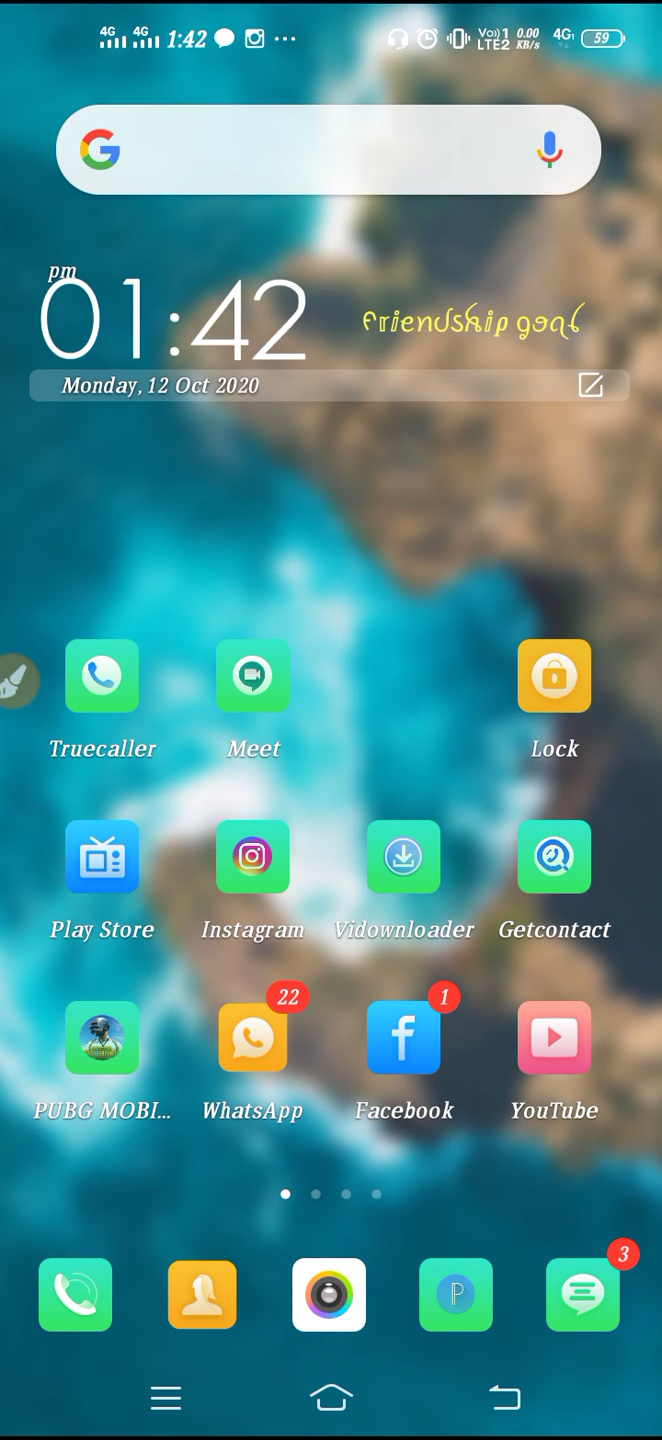 4G 4G 1:42 Vo)) 1 LTE2 0.00 KB/s 4G 59
G
pm
01:42
friendship goal
Monday, 12 Oct 2020
Truecaller Meet Lock
Play Store Instagram Vidownloader Getcontact
22 1
PUBG MOBI... WhatsApp Facebook YouTube
3
P